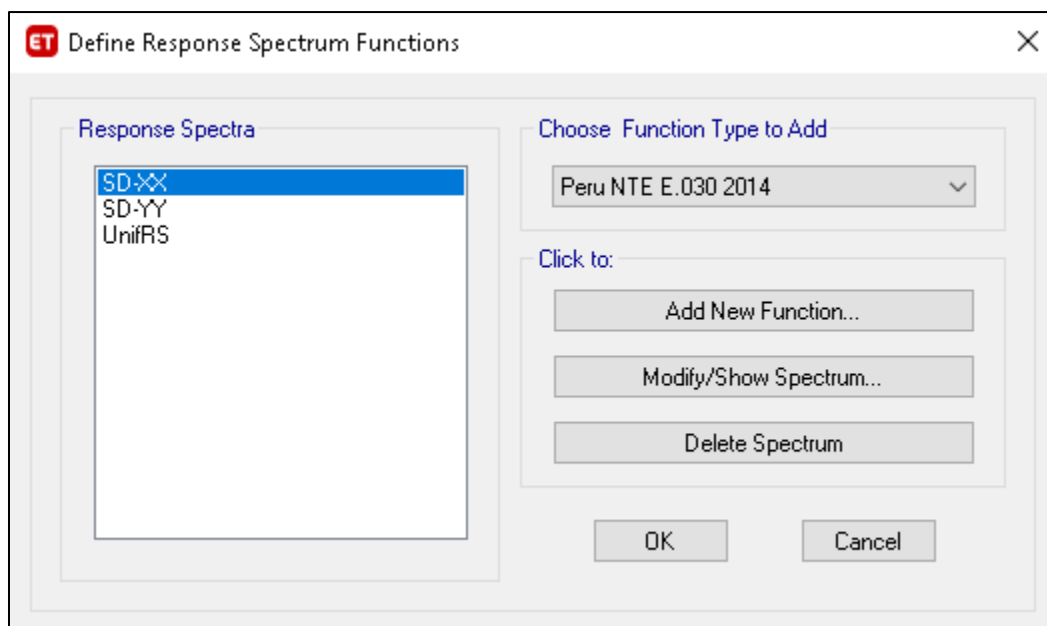 ET Define Response Spectrum Functions
Response Spectra
SD-XX
SD-YY
UnifRS
Choose Function Type to Add
Peru NTE E.030 2014
Click to:
Add New Function...
Modify/Show Spectrum...
Delete Spectrum
OK
Cancel